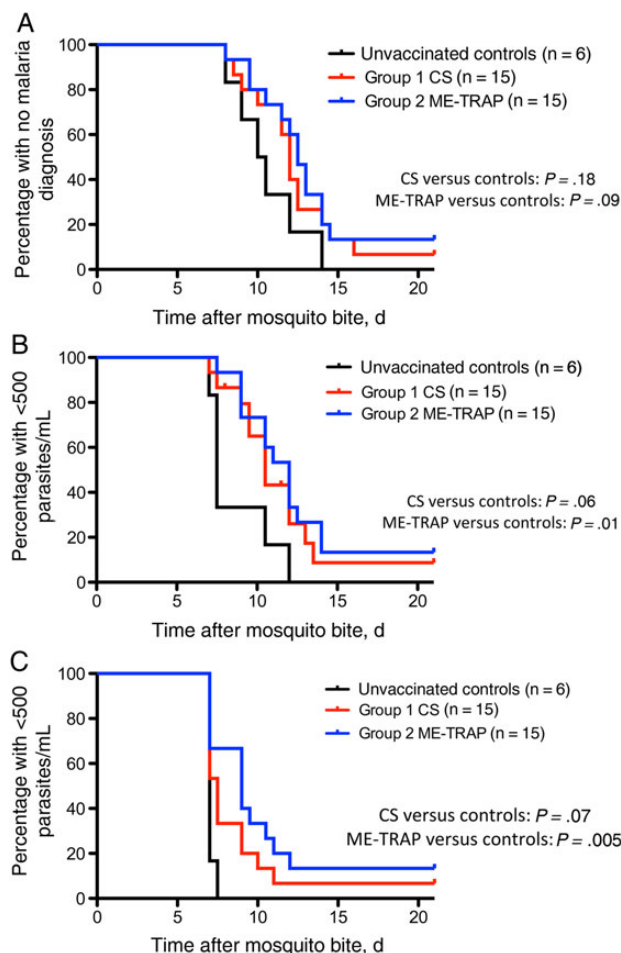 A
Percentage with no malaria
diagnosis
100
80
60
40
20
0
0 5 10 15 20
Time after mosquito bite, d
Unvaccinated controls (n = 6)
Group 1 CS (n = 15)
Group 2 ME-TRAP (n = 15)
CS versus controls: P = .18
ME-TRAP versus controls: P = .09
B
Percentage with <500
parasites/mL
100
80
60
40
20
0
0 5 10 15 20
Time after mosquito bite, d
Unvaccinated controls (n = 6)
Group 1 CS (n = 15)
Group 2 ME-TRAP (n = 15)
CS versus controls: P = .06
ME-TRAP versus controls: P = .01
C
Percentage with <500
parasites/mL
100
80
60
40
20
0
0 5 10 15 20
Time after mosquito bite, d
Unvaccinated controls (n = 6)
Group 1 CS (n = 15)
Group 2 ME-TRAP (n = 15)
CS versus controls: P = .07
ME-TRAP versus controls: P = .005